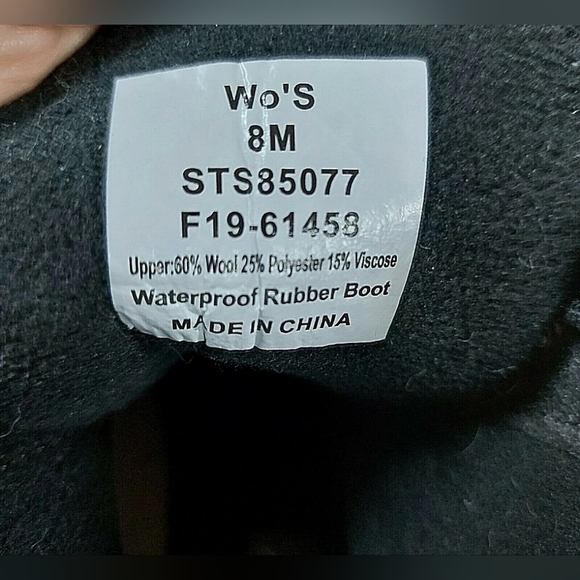 Wo'S
8M
STS85077
F19-61458
Upper:60% Wool 25% Polyester 15% Viscose
Waterproof Rubber Boot
MADE IN CHINA